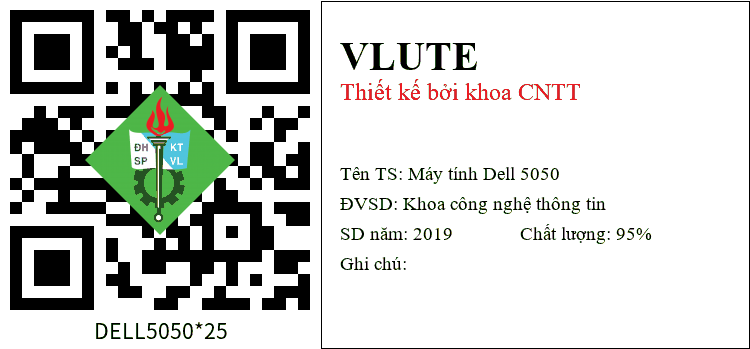 ĐH KT
SP VL
DELL5050*25
VLUTE
Thiết kế bởi khoa CNTT
Tên TS: Máy tính Dell 5050
ĐVSD: Khoa công nghệ thông tin
SD năm: 2019 Chất lượng: 95%
Ghi chú: